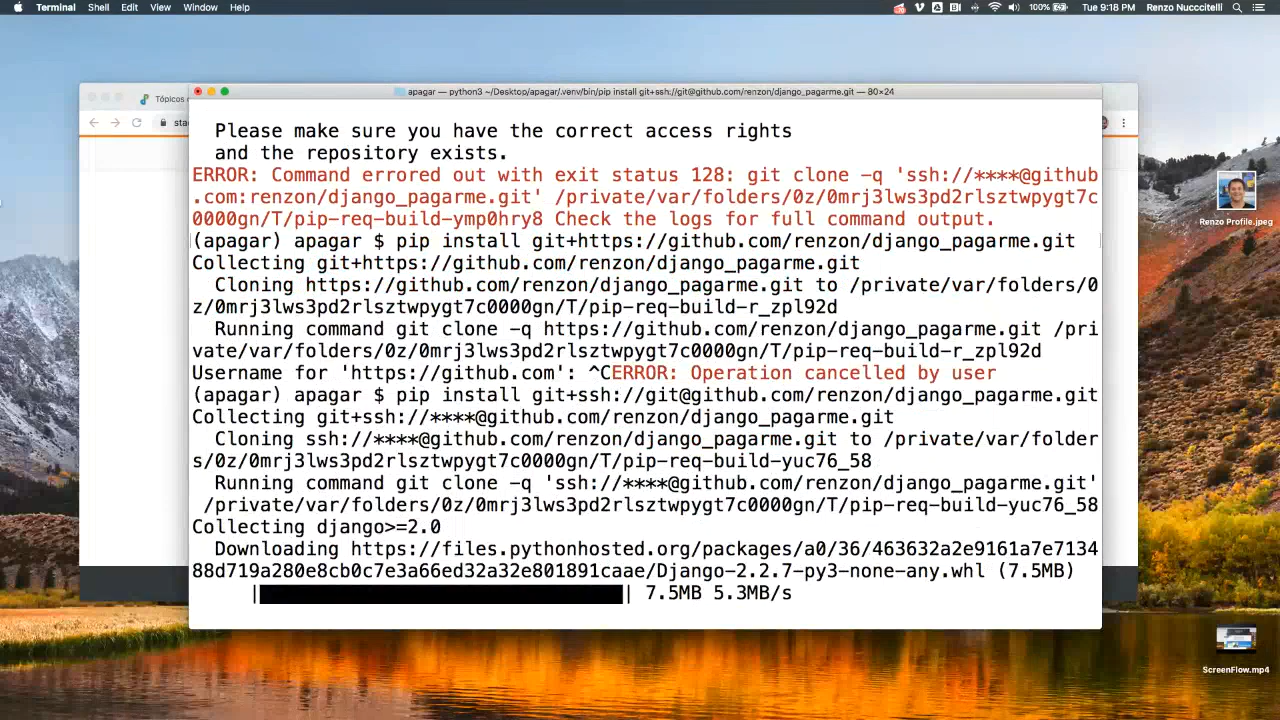 Terminal Shell Edit View Window Help 100% Tue 9:18 PM Renzo Nucccitelli
apagar — python3 ~/Desktop/apagar/.venv/bin/pip install git+ssh://git@github.com/renzon/django_pagarme.git — 80×24
Tópicos
Please make sure you have the correct access rights
and the repository exists.
ERROR: Command errored out with exit status 128: git clone -q 'ssh://****@github
.com:renzon/django_pagarme.git' /private/var/folders/0z/0mrj3lws3pd2rlsztwpygt7c
0000gn/T/pip-req-build-ymp0hry8 Check the logs for full command output.
(apagar) apagar $ pip install git+https://github.com/renzon/django_pagarme.git
Collecting git+https://github.com/renzon/django_pagarme.git
Cloning https://github.com/renzon/django_pagarme.git to /private/var/folders/0
z/0mrj3lws3pd2rlsztwpygt7c0000gn/T/pip-req-build-r_zpl92d
Running command git clone -q https://github.com/renzon/django_pagarme.git /pri
vate/var/folders/0z/0mrj3lws3pd2rlsztwpygt7c0000gn/T/pip-req-build-r_zpl92d
Username for 'https://github.com': ^CERROR: Operation cancelled by user
(apagar) apagar $ pip install git+ssh://git@github.com/renzon/django_pagarme.git
Collecting git+ssh://****@github.com/renzon/django_pagarme.git
Cloning ssh://****@github.com/renzon/django_pagarme.git to /private/var/folder
s/0z/0mrj3lws3pd2rlsztwpygt7c0000gn/T/pip-req-build-yuc76_58
Running command git clone -q 'ssh://****@github.com/renzon/django_pagarme.git'
/private/var/folders/0z/0mrj3lws3pd2rlsztwpygt7c0000gn/T/pip-req-build-yuc76_58
Collecting django>=2.0
Downloading https://files.pythonhosted.org/packages/a0/36/463632a2e9161a7e7134
88d719a280e8cb0c7e3a66ed32a32e801891caae/Django-2.2.7-py3-none-any.whl (7.5MB)
| | 7.5MB 5.3MB/s
Renzo Profile.jpeg
ScreenFlow.mp4